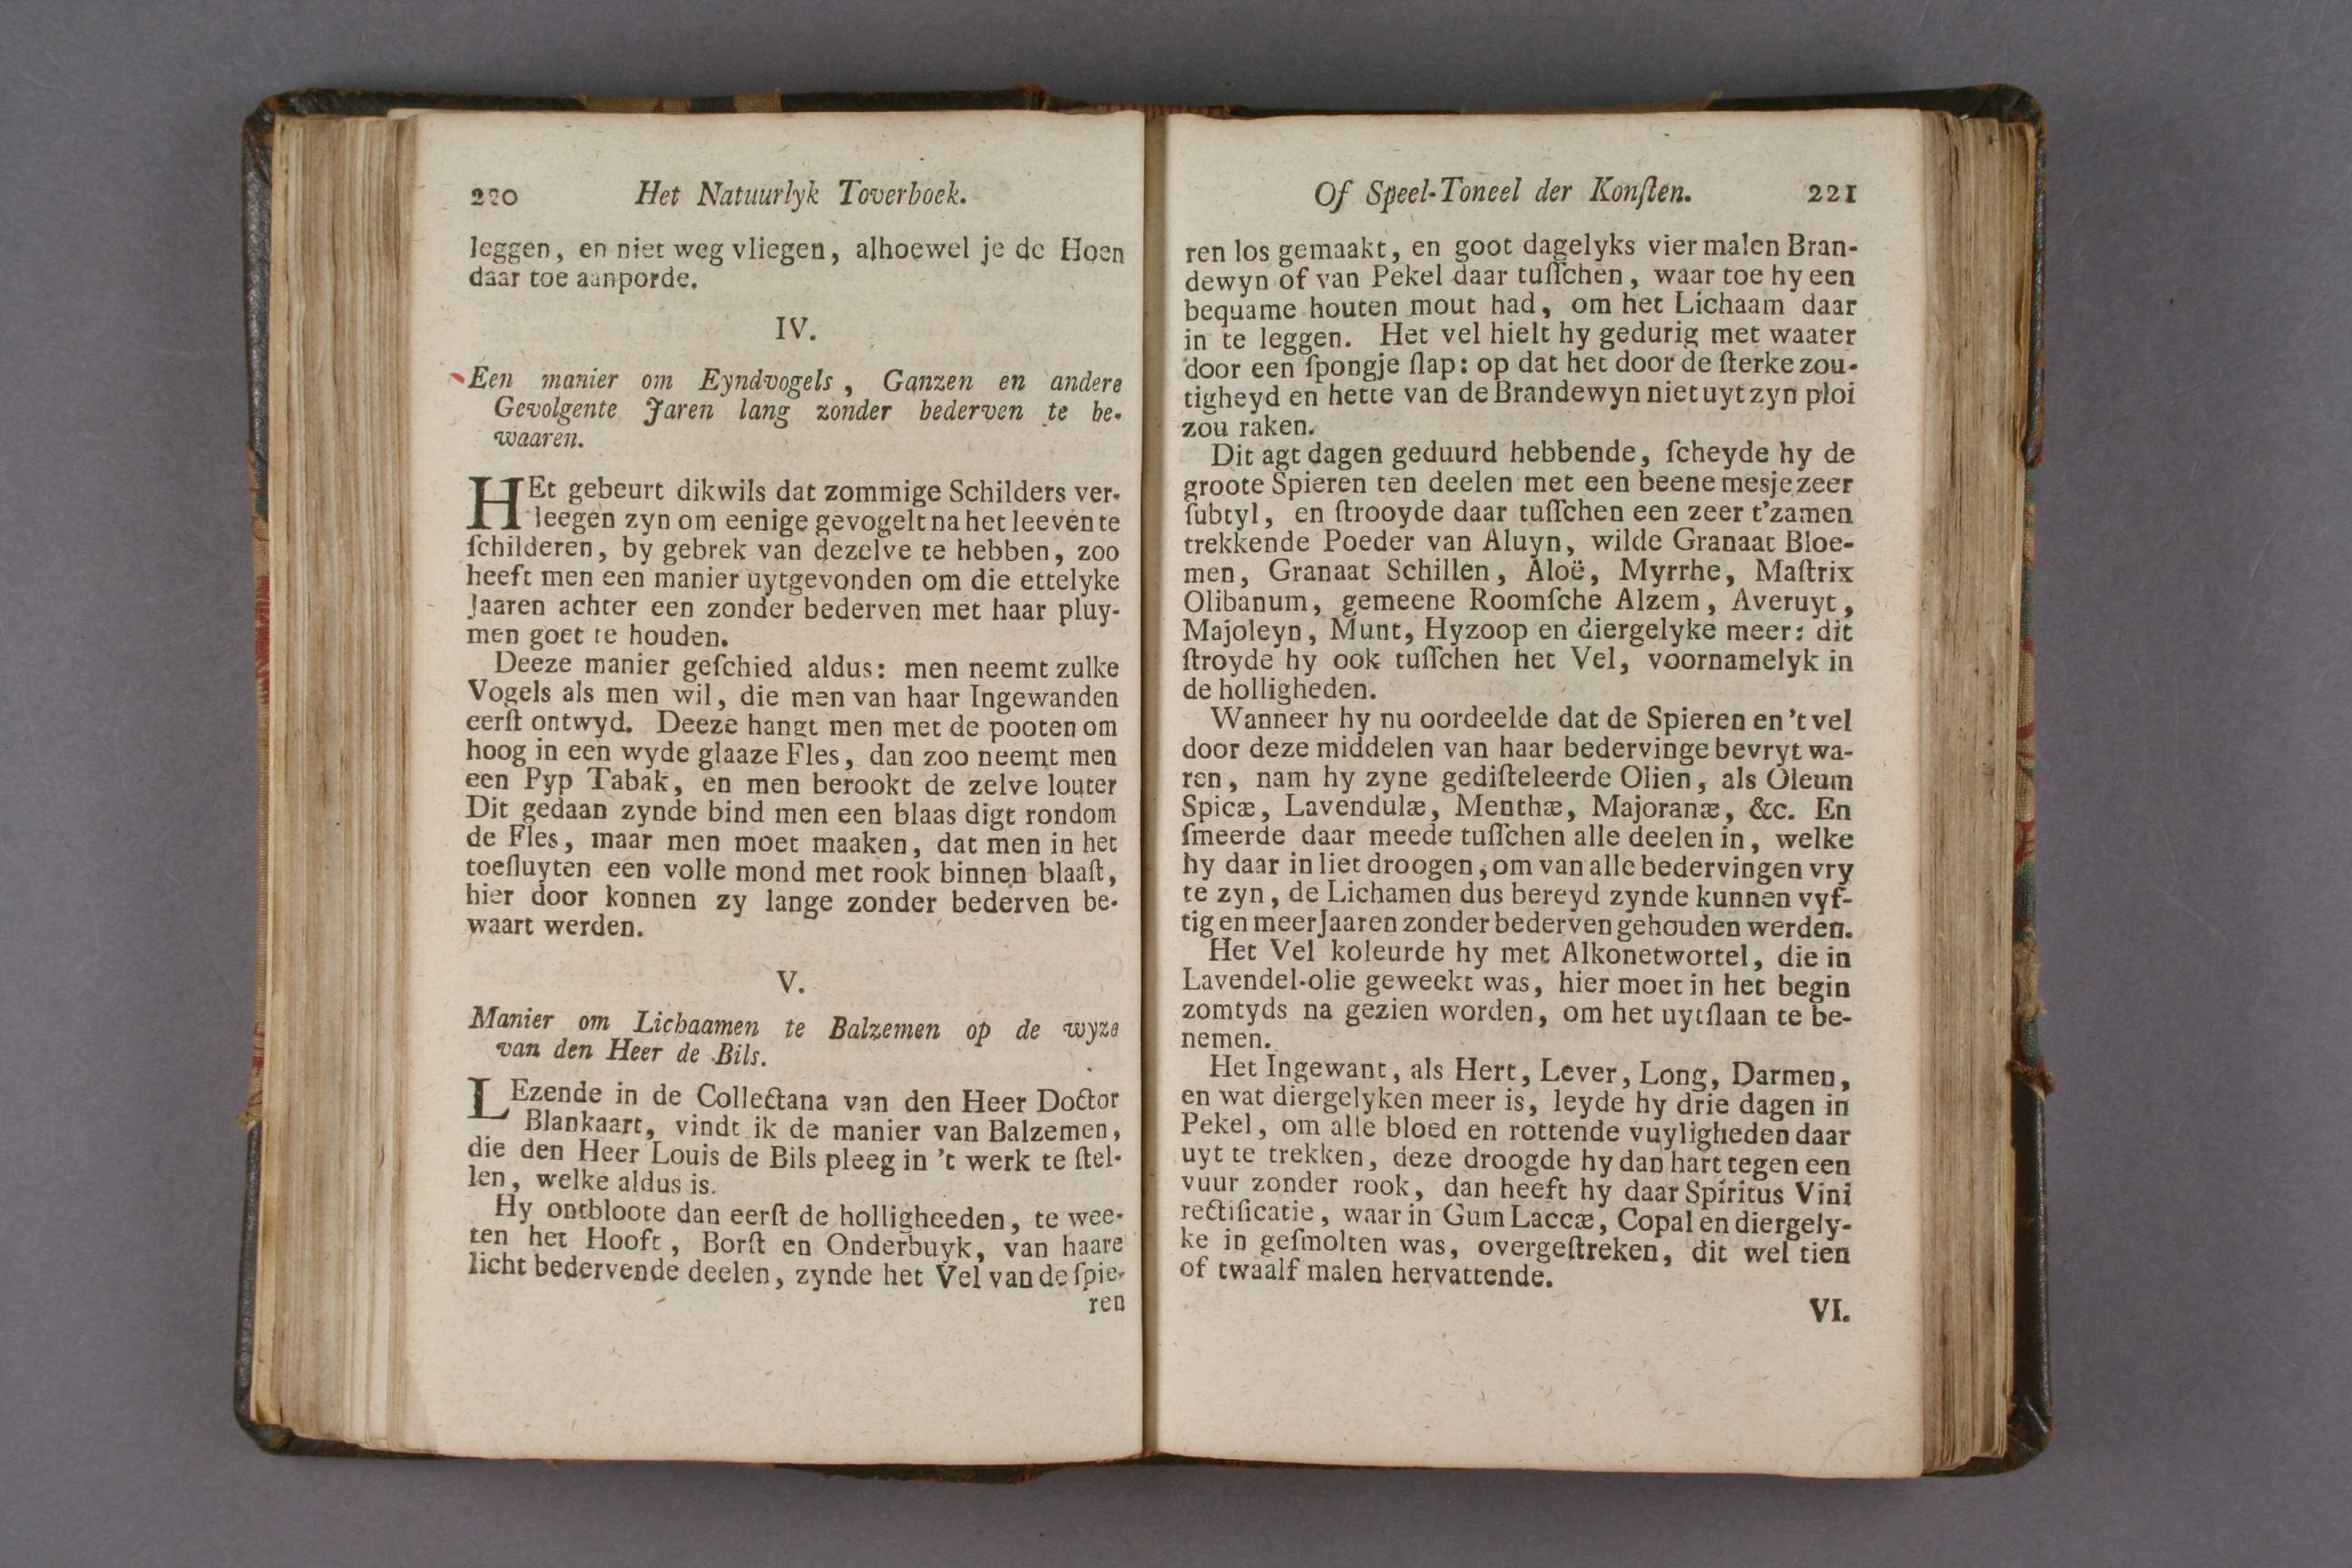 220 Het Natuurlyk Toverboek.
leggen, en niet weg vliegen, alhoewel je de Hoen
daar toe aanporde.
IV.
Een manier om Eyndvogels, Ganzen en andere
Gevolgente Jaren lang zonder bederven te be-
waaren.
HEt gebeurt dikwils dat zommige Schilders ver-
leegen zyn om eenige gevogelt na het leeven te
ſchilderen, by gebrek van dezelve te hebben, zoo
heeft men een manier uytgevonden om die ettelyke
Jaaren achter een zonder bederven met haar pluy-
men goet te houden.
Deeze manier geſchied aldus: men neemt zulke
Vogels als men wil, die men van haar Ingewanden
eerſt ontwyd. Deeze hangt men met de pooten om
hoog in een wyde glaaze Fles, dan zoo neemt men
een Pyp Tabak, en men berookt de zelve louter
Dit gedaan zynde bind men een blaas digt rondom
de Fles, maar men moet maaken, dat men in het
toeſluyten een volle mond met rook binnen blaaſt,
hier door konnen zy lange zonder bederven be-
waart werden.
V.
Manier om Lichaamen te Balzemen op de wyze
van den Heer de Bils.
LEzende in de Collectana van den Heer Doctor
Blankaart, vindt ik de manier van Balzemen,
die den Heer Louis de Bils pleeg in 't werk te ſtel-
len, welke aldus is.
Hy ontbloote dan eerſt de holligheeden, te wee-
ten het Hooft, Borſt en Onderbuyk, van haare
licht bedervende deelen, zynde het Vel van de ſpie-
ren
Of Speel-Toneel der Konſten. 221
ren los gemaakt, en goot dagelyks vier malen Bran-
dewyn of van Pekel daar tuſſchen, waar toe hy een
bequame houten mout had, om het Lichaam daar
in te leggen. Het vel hielt hy gedurig met waater
door een ſpongje ſlap: op dat het door de ſterke zou-
tigheyd en hette van de Brandewyn niet uyt zyn ploi
zou raken.
Dit agt dagen geduurd hebbende, ſcheyde hy de
groote Spieren ten deelen met een beene mesje zeer
ſubtyl, en ſtrooyde daar tuſſchen een zeer t'zamen
trekkende Poeder van Aluyn, wilde Granaat Bloe-
men, Granaat Schillen, Aloë, Myrrhe, Maſtrix
Olibanum, gemeene Roomſche Alzem, Averuyt,
Majoleyn, Munt, Hyzoop en diergelyke meer: dit
ſtroyde hy ook tuſſchen het Vel, voornamelyk in
de holligheden.
Wanneer hy nu oordeelde dat de Spieren en 't vel
door deze middelen van haar bedervinge bevryt wa-
ren, nam hy zyne gediſteleerde Olien, als Oleum
Spicæ, Lavendulæ, Menthæ, Majoranæ, &c. En
ſmeerde daar meede tuſſchen alle deelen in, welke
hy daar in liet droogen, om van alle bedervingen vry
te zyn, de Lichamen dus bereyd zynde kunnen vyf-
tig en meer Jaaren zonder bederven gehouden werden.
Het Vel koleurde hy met Alkonetwortel, die in
Lavendel-olie geweekt was, hier moet in het begin
zomtyds na gezien worden, om het uytſlaan te be-
nemen.
Het Ingewant, als Hert, Lever, Long, Darmen,
en wat diergelyken meer is, leyde hy drie dagen in
Pekel, om alle bloed en rottende vuyligheden daar
uyt te trekken, deze droogde hy dan hart tegen een
vuur zonder rook, dan heeft hy daar Spiritus Vini
rectificatie, waar in Gum Laccæ, Copal en diergely-
ke in geſmolten was, overgeſtreken, dit wel tien
of twaalf malen hervattende.
VI.